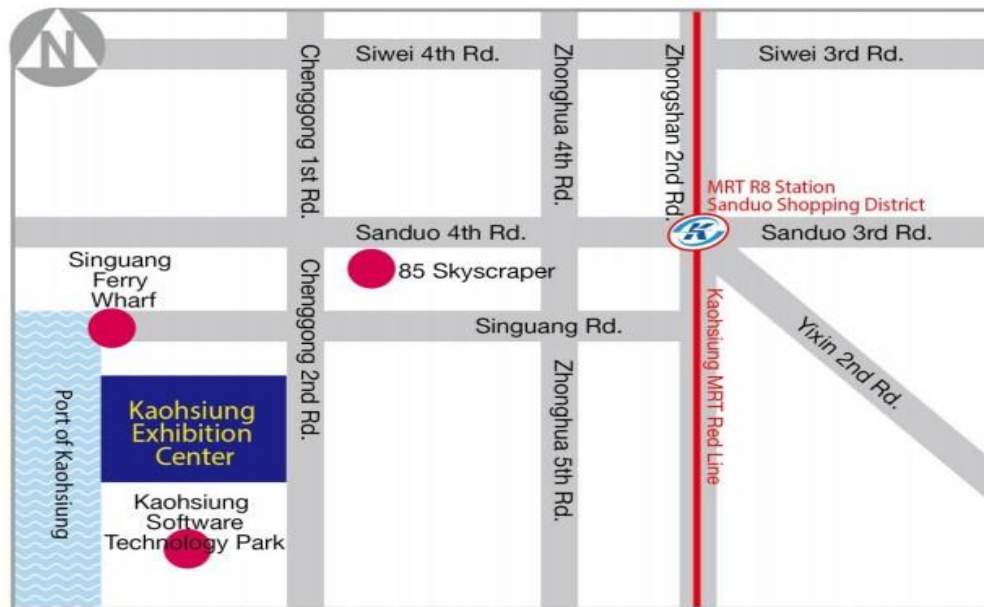 N
Siwei 4th Rd.
Siwei 3rd Rd.
Chenggong 1st Rd.
Zhonghua 4th Rd.
Zhongshan 2nd Rd.
MRT R8 Station
Sanduo Shopping District
Sanduo 4th Rd.
Sanduo 3rd Rd.
Singuang
Ferry
Wharf
85 Skyscraper
Chenggong 2nd Rd.
Singuang Rd.
Zhonghua 5th Rd.
Kaohsiung MRT Red Line
Yixin 2nd Rd.
Port of Kaohsiung
Kaohsiung
Exhibition
Center
Kaohsiung
Software
Technology Park